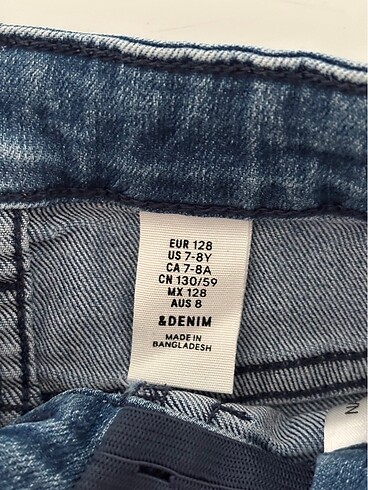 EUR 128
US 7-8Y
CA 7-8A
CN 130/59
MX 128
AUS 8
&DENIM
MADE IN
BANGLADESH